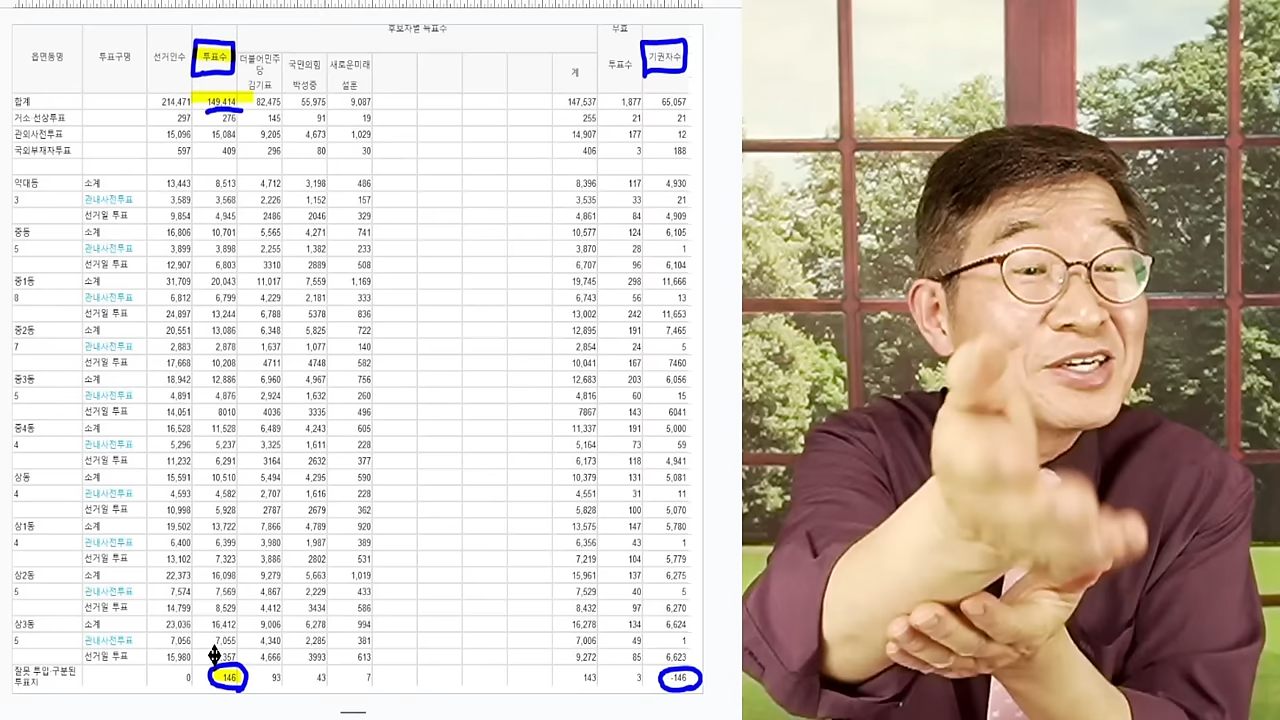 후보자별 득표수 무효
읍면동명 투표구명 선거인수 투표수 더불어민주당 김기표 국민의힘 박성중 새로운미래 설훈 계 투표수 기권자수
합계 214,471 149,414 82,475 55,975 9,087 147,537 1,877 65,057
거소·선상투표 297 276 145 91 19 255 21 21
관외사전투표 15,096 15,084 9,205 4,673 1,029 14,907 177 12
국외부재자투표 597 409 296 80 30 406 3 188
약대동 소계 13,443 8,513 4,712 3,198 486 8,396 117 4,930
3 관내사전투표 3,589 3,568 2,226 1,152 157 3,535 33 21
선거일 투표 9,854 4,945 2486 2046 329 4,861 84 4,909
중동 소계 16,806 10,701 5,565 4,271 741 10,577 124 6,105
5 관내사전투표 3,899 3,898 2,255 1,382 233 3,870 28 1
선거일 투표 12,907 6,803 3310 2889 508 6,707 96 6,104
중1동 소계 31,709 20,043 11,017 7,559 1,169 19,745 298 11,666
8 관내사전투표 6,812 6,799 4,229 2,181 333 6,743 56 13
선거일 투표 24,897 13,244 6,788 5378 836 13,002 242 11,653
중2동 소계 20,551 13,086 6,348 5,825 722 12,895 191 7,465
7 관내사전투표 2,883 2,878 1,637 1,077 140 2,854 24 5
선거일 투표 17,668 10,208 4711 4748 582 10,041 167 7460
중3동 소계 18,942 12,886 6,960 4,967 756 12,683 203 6,056
5 관내사전투표 4,891 4,876 2,924 1,632 260 4,816 60 15
선거일 투표 14,051 8010 4036 3335 496 7867 143 6041
중4동 소계 16,528 11,528 6,489 4,243 605 11,337 191 5,000
4 관내사전투표 5,296 5,237 3,325 1,611 228 5,164 73 59
선거일 투표 11,232 6,291 3164 2632 377 6,173 118 4,941
상동 소계 15,591 10,510 5,494 4,295 590 10,379 131 5,081
4 관내사전투표 4,593 4,582 2,707 1,616 228 4,551 31 11
선거일 투표 10,998 5,928 2787 2679 362 5,828 100 5,070
상1동 소계 19,502 13,722 7,866 4,789 920 13,575 147 5,780
4 관내사전투표 6,400 6,399 3,980 1,987 389 6,356 43 1
선거일 투표 13,102 7,323 3,886 2802 531 7,219 104 5,779
상2동 소계 22,373 16,098 9,279 5,663 1,019 15,961 137 6,275
5 관내사전투표 7,574 7,569 4,867 2,229 433 7,529 40 5
선거일 투표 14,799 8,529 4,412 3434 586 8,432 97 6,270
상3동 소계 23,036 16,412 9,006 6,278 994 16,278 134 6,624
5 관내사전투표 7,056 7,055 4,340 2,285 381 7,006 49 1
선거일 투표 15,980 357 4,666 3993 613 9,272 85 6,623
잘못 투입·구분된 투표지 0 146 93 43 7 143 3 -146